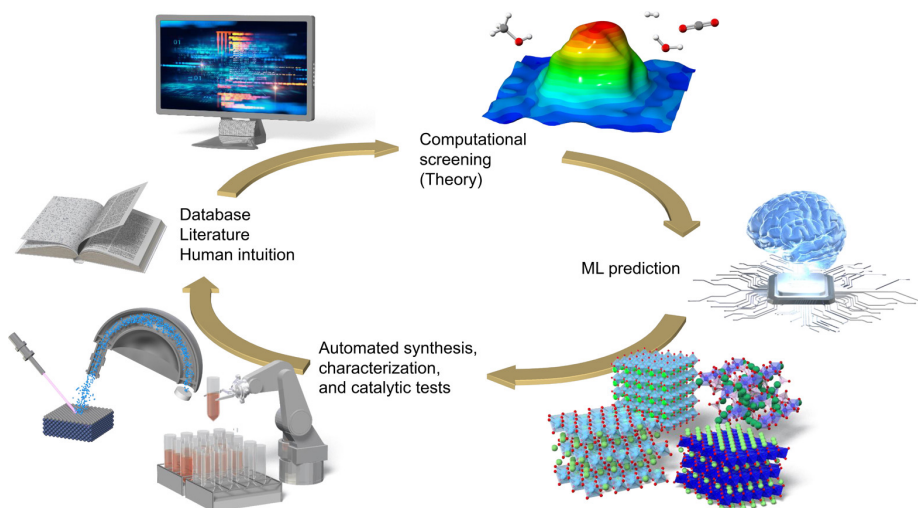 Computational
screening
(Theory)
Database
Literature
Human intuition
ML prediction
Automated synthesis,
characterization,
and catalytic tests